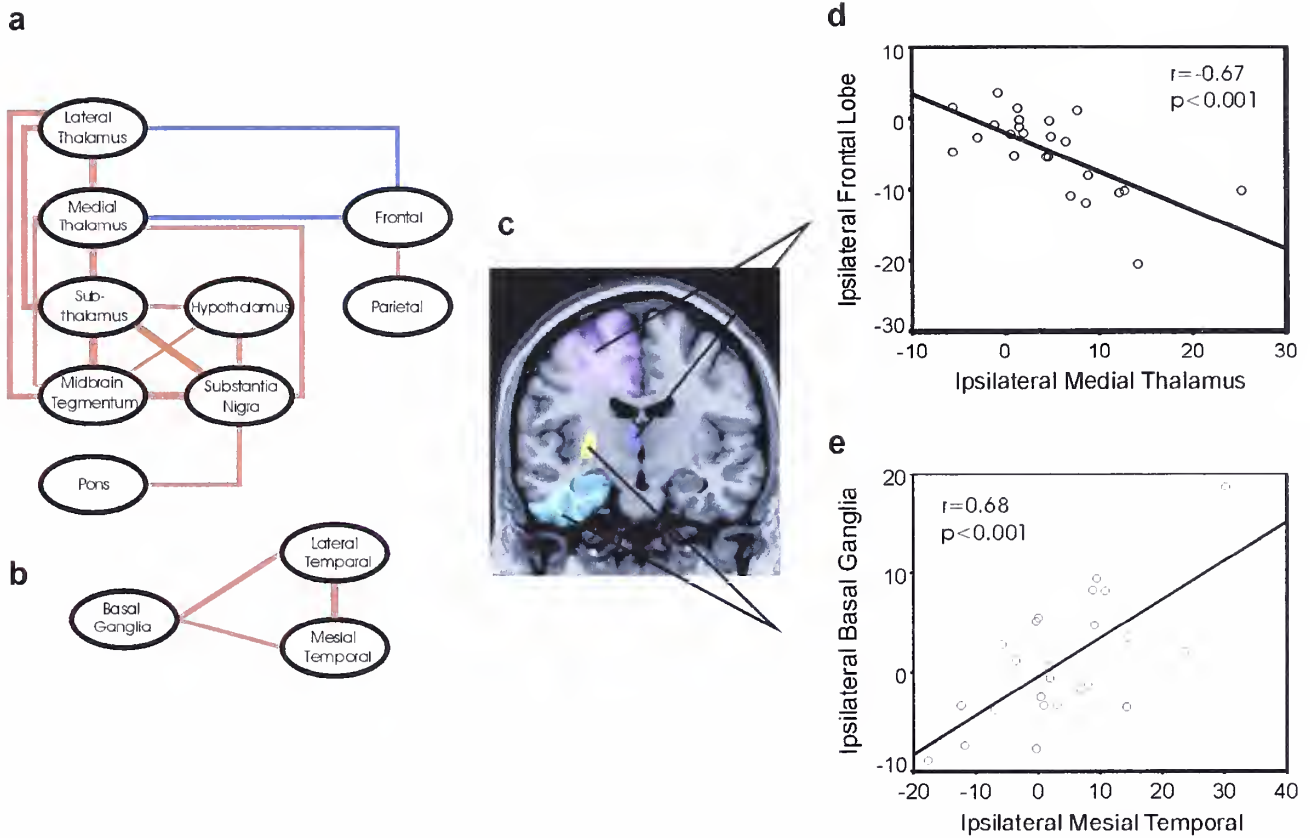 a
Lateral
Thalamus
Medial
Thalamus
Sub-
thalamus
Hypothalamus
Midbrain
Tegmentum
Substantia
Nigra
Pons
Frontal
Parietal
b
Basal
Ganglia
Lateral
Temporal
Mesial
Temporal
c
d
Ipsilateral Frontal Lobe
10
0
-10
-20
-30
r=-0.67
p<0.001
-10
0
10
20
30
Ipsilateral Medial Thalamus
e
Ipsilateral Basal Ganglia
20
10
0
-10
r=0.68
p<0.001
-20
-10
0
10
20
30
40
Ipsilateral Mesial Temporal